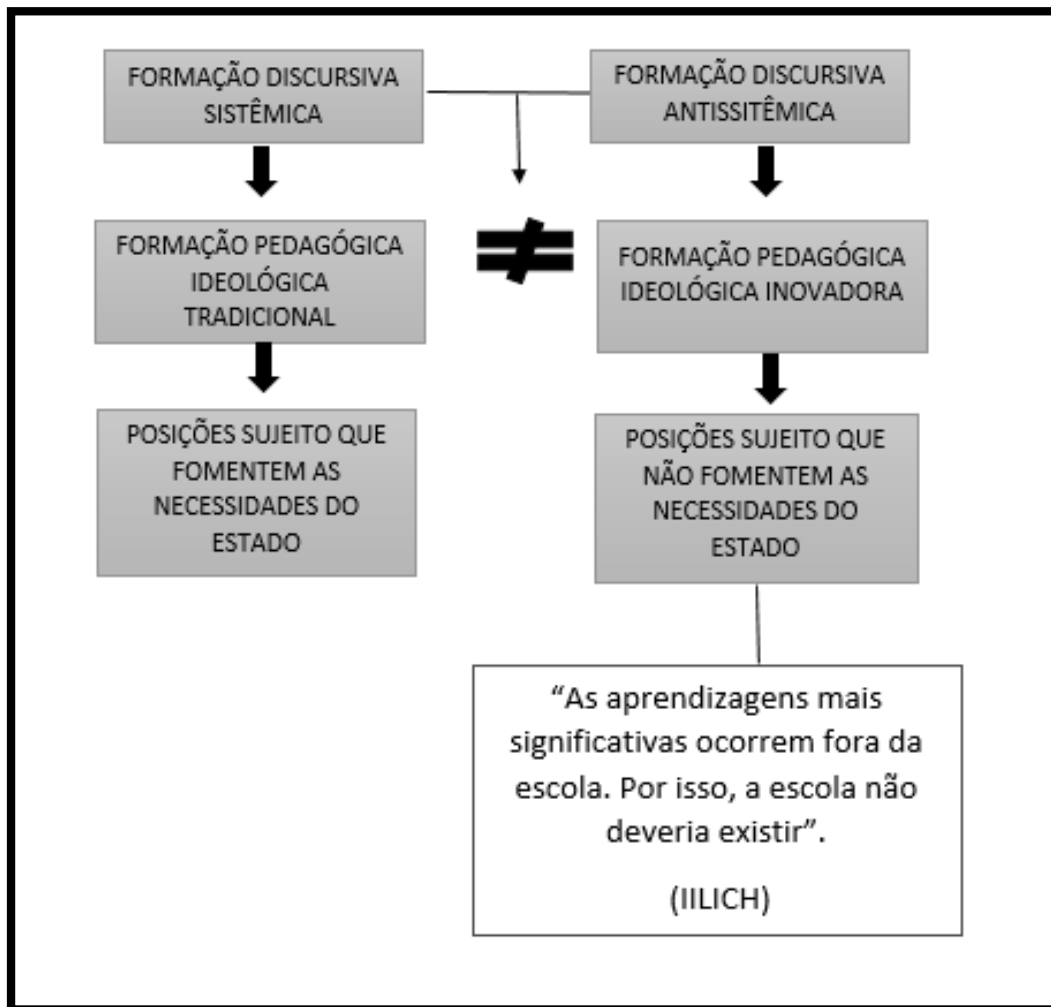 FORMAÇÃO DISCURSIVA
SISTÊMICA
FORMAÇÃO DISCURSIVA
ANTISSITÊMICA
FORMAÇÃO PEDAGÓGICA
IDEOLÓGICA
TRADICIONAL
≠
FORMAÇÃO PEDAGÓGICA
IDEOLÓGICA INOVADORA
POSIÇÕES SUJEITO QUE
FOMENTEM AS
NECESSIDADES DO
ESTADO
POSIÇÕES SUJEITO QUE
NÃO FOMENTEM AS
NECESSIDADES DO
ESTADO
“As aprendizagens mais
significativas ocorrem fora da
escola. Por isso, a escola não
deveria existir”.
(IILICH)